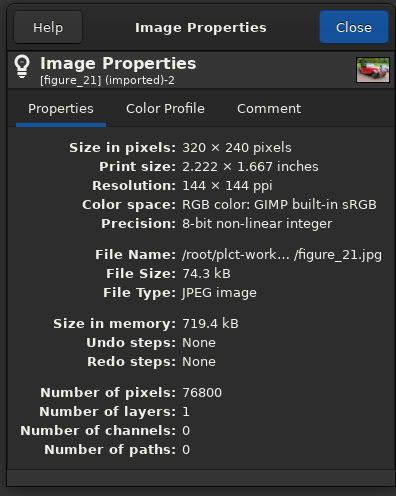 Help Image Properties Close
Image Properties
[figure_21] (imported)-2
Properties Color Profile Comment
Size in pixels: 320 × 240 pixels
Print size: 2.222 × 1.667 inches
Resolution: 144 × 144 ppi
Color space: RGB color: GIMP built-in sRGB
Precision: 8-bit non-linear integer
File Name: /root/plct-work… /figure_21.jpg
File Size: 74.3 kB
File Type: JPEG image
Size in memory: 719.4 kB
Undo steps: None
Redo steps: None
Number of pixels: 76800
Number of layers: 1
Number of channels: 0
Number of paths: 0